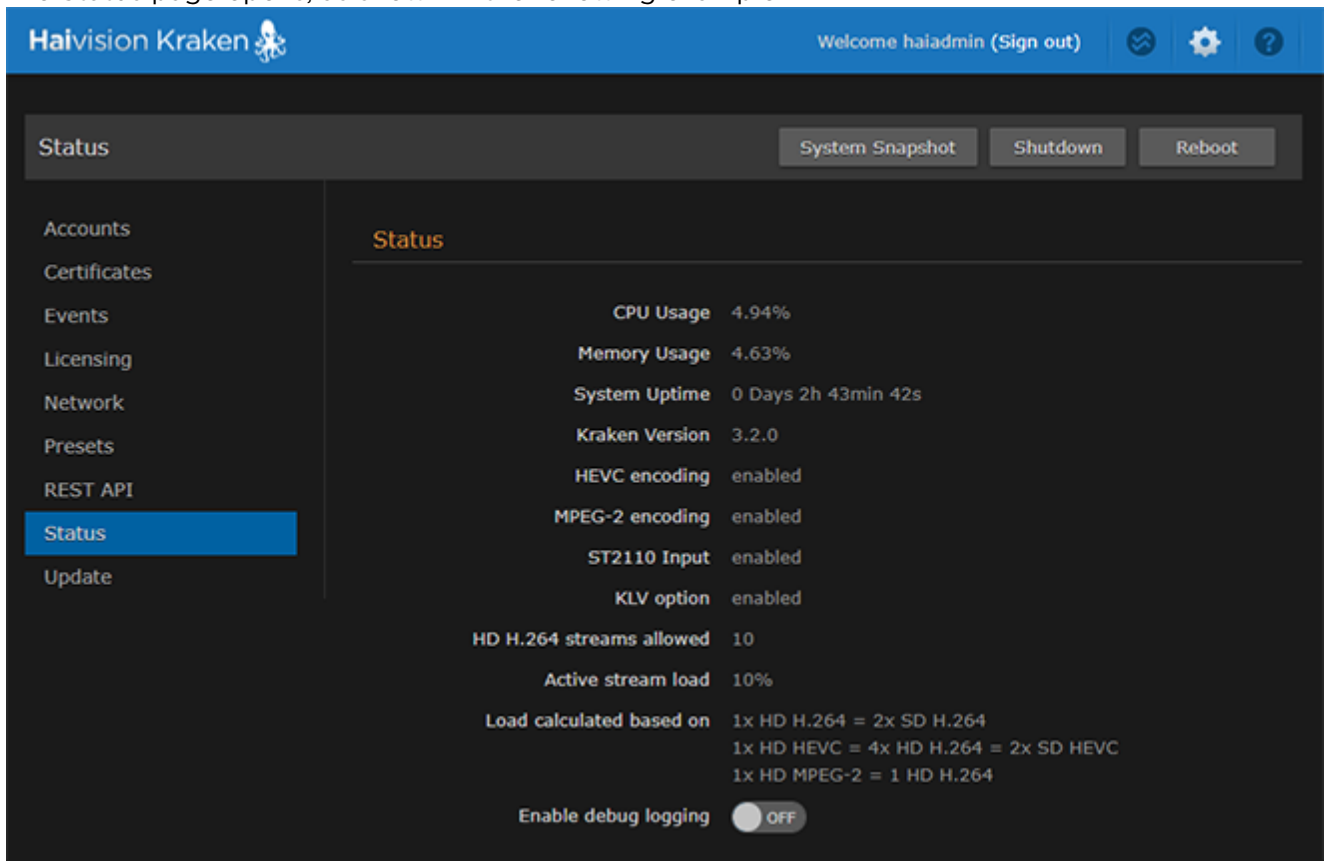 Haivision Kraken
Welcome haiadmin (Sign out)
?
Status
System Snapshot
Shutdown
Reboot
Accounts
Certificates
Events
Licensing
Network
Presets
REST API
Status
Update
Status
CPU Usage 4.94%
Memory Usage 4.63%
System Uptime 0 Days 2h 43min 42s
Kraken Version 3.2.0
HEVC encoding enabled
MPEG-2 encoding enabled
ST2110 Input enabled
KLV option enabled
HD H.264 streams allowed 10
Active stream load 10%
Load calculated based on 1x HD H.264 = 2x SD H.264
1x HD HEVC = 4x HD H.264 = 2x SD HEVC
1x HD MPEG-2 = 1 HD H.264
Enable debug logging OFF